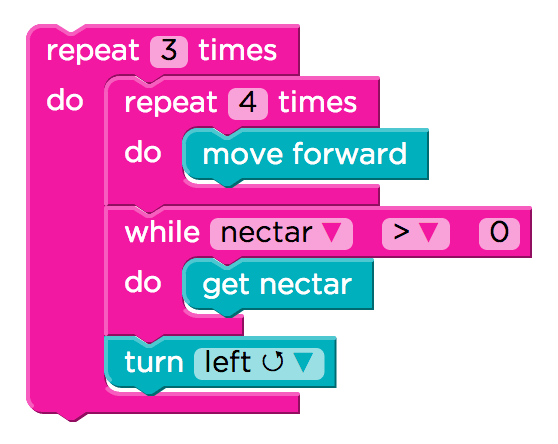 repeat 3 times
do repeat 4 times
do move forward
while nectar ▼ > ▼ 0
do get nectar
turn left ↺ ▼